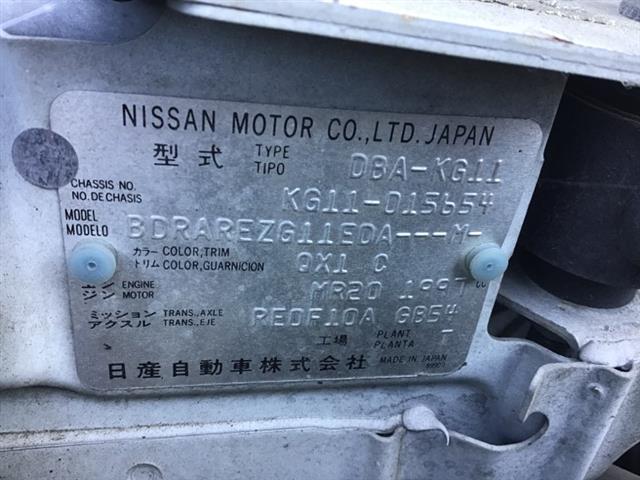 NISSAN MOTOR CO.,LTD. JAPAN
型式 TYPE TIPO DBA-KG11
CHASSIS NO. NO.DE CHASIS KG11-015654
MODEL MODELO BDRAREZG11EDA---M-
カラー COLOR,TRIM トリム COLOR,GUARNICION QX1 C
エンジン ENGINE MOTOR MR20 1997 cc
ミッション TRANS.,AXLE アクスル TRANS.,EJE RE0F10A GB54
工場 PLANT PLANTA T
日産自動車株式会社 MADE IN JAPAN